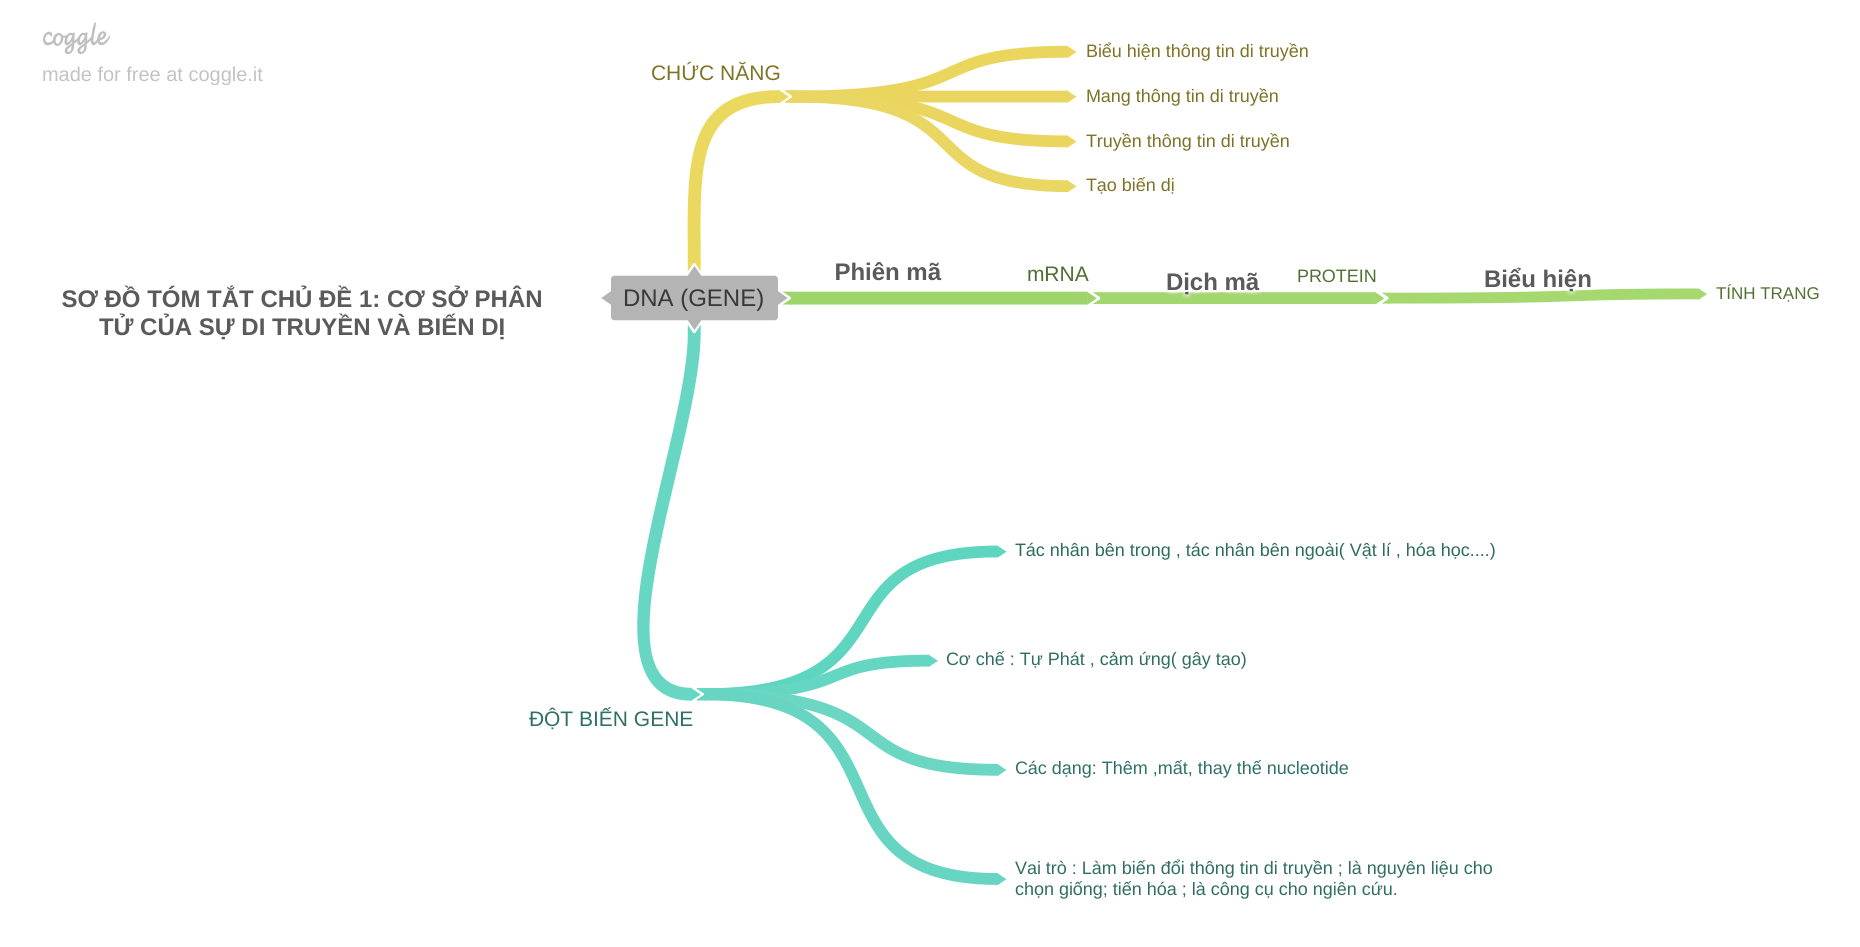 coggle
made for free at coggle.it
SƠ ĐỒ TÓM TẮT CHỦ ĐỀ 1: CƠ SỞ PHÂN
TỬ CỦA SỰ DI TRUYỀN VÀ BIẾN DỊ
DNA (GENE)
CHỨC NĂNG
Biểu hiện thông tin di truyền
Mang thông tin di truyền
Truyền thông tin di truyền
Tạo biến dị
Phiên mã
mRNA
Dịch mã
PROTEIN
Biểu hiện
TÍNH TRẠNG
ĐỘT BIẾN GENE
Tác nhân bên trong , tác nhân bên ngoài( Vật lí , hóa học....)
Cơ chế : Tự Phát , cảm ứng( gây tạo)
Các dạng: Thêm ,mất, thay thế nucleotide
Vai trò : Làm biến đổi thông tin di truyền ; là nguyên liệu cho
chọn giống; tiến hóa ; là công cụ cho ngiên cứu.